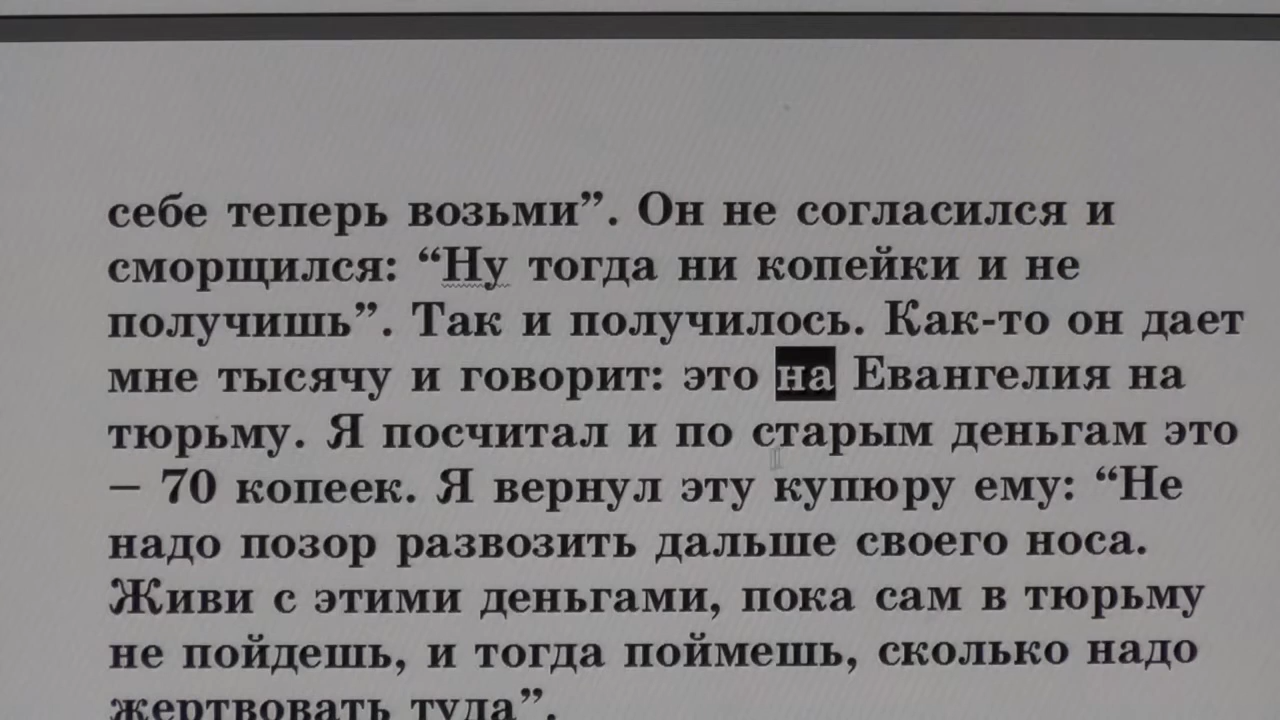 себе теперь возьми”. Он не согласился и
сморщился: “Ну тогда ни копейки и не
получишь”. Так и получилось. Как-то он дает
мне тысячу и говорит: это на Евангелия на
тюрьму. Я посчитал и по старым деньгам это
– 70 копеек. Я вернул эту купюру ему: “Не
надо позор развозить дальше своего носа.
Живи с этими деньгами, пока сам в тюрьму
не пойдешь, и тогда поймешь, сколько надо
жертвовать туда”.